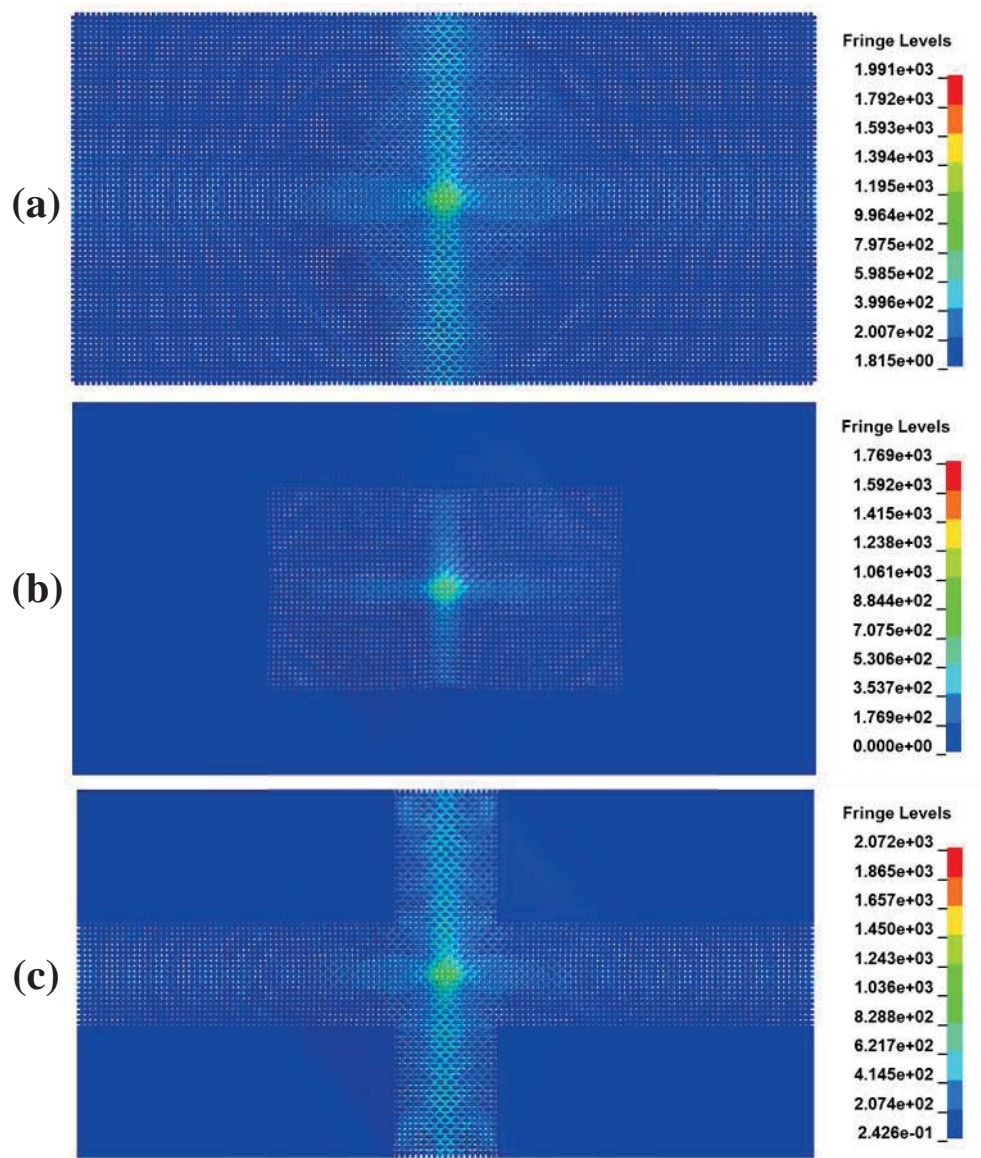 (a)
Fringe Levels
1.991e+03
1.792e+03
1.593e+03
1.394e+03
1.195e+03
9.964e+02
7.975e+02
5.985e+02
3.996e+02
2.007e+02
1.815e+00
(b)
Fringe Levels
1.769e+03
1.592e+03
1.415e+03
1.238e+03
1.061e+03
8.844e+02
7.075e+02
5.306e+02
3.537e+02
1.769e+02
0.000e+00
(c)
Fringe Levels
2.072e+03
1.865e+03
1.657e+03
1.450e+03
1.243e+03
1.036e+03
8.288e+02
6.217e+02
4.145e+02
2.074e+02
2.426e-01